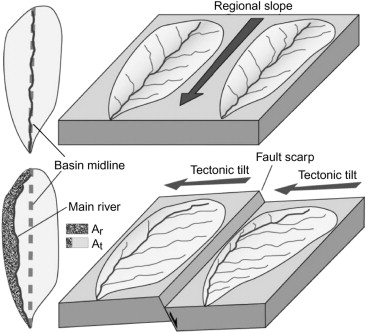 Regional slope
Basin midline
Fault scarp
Tectonic tilt
Tectonic tilt
Main river
Ar
At